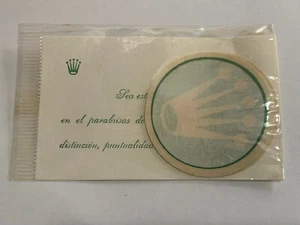 Sea est
en el parabrisas de
distinción, puntualidad